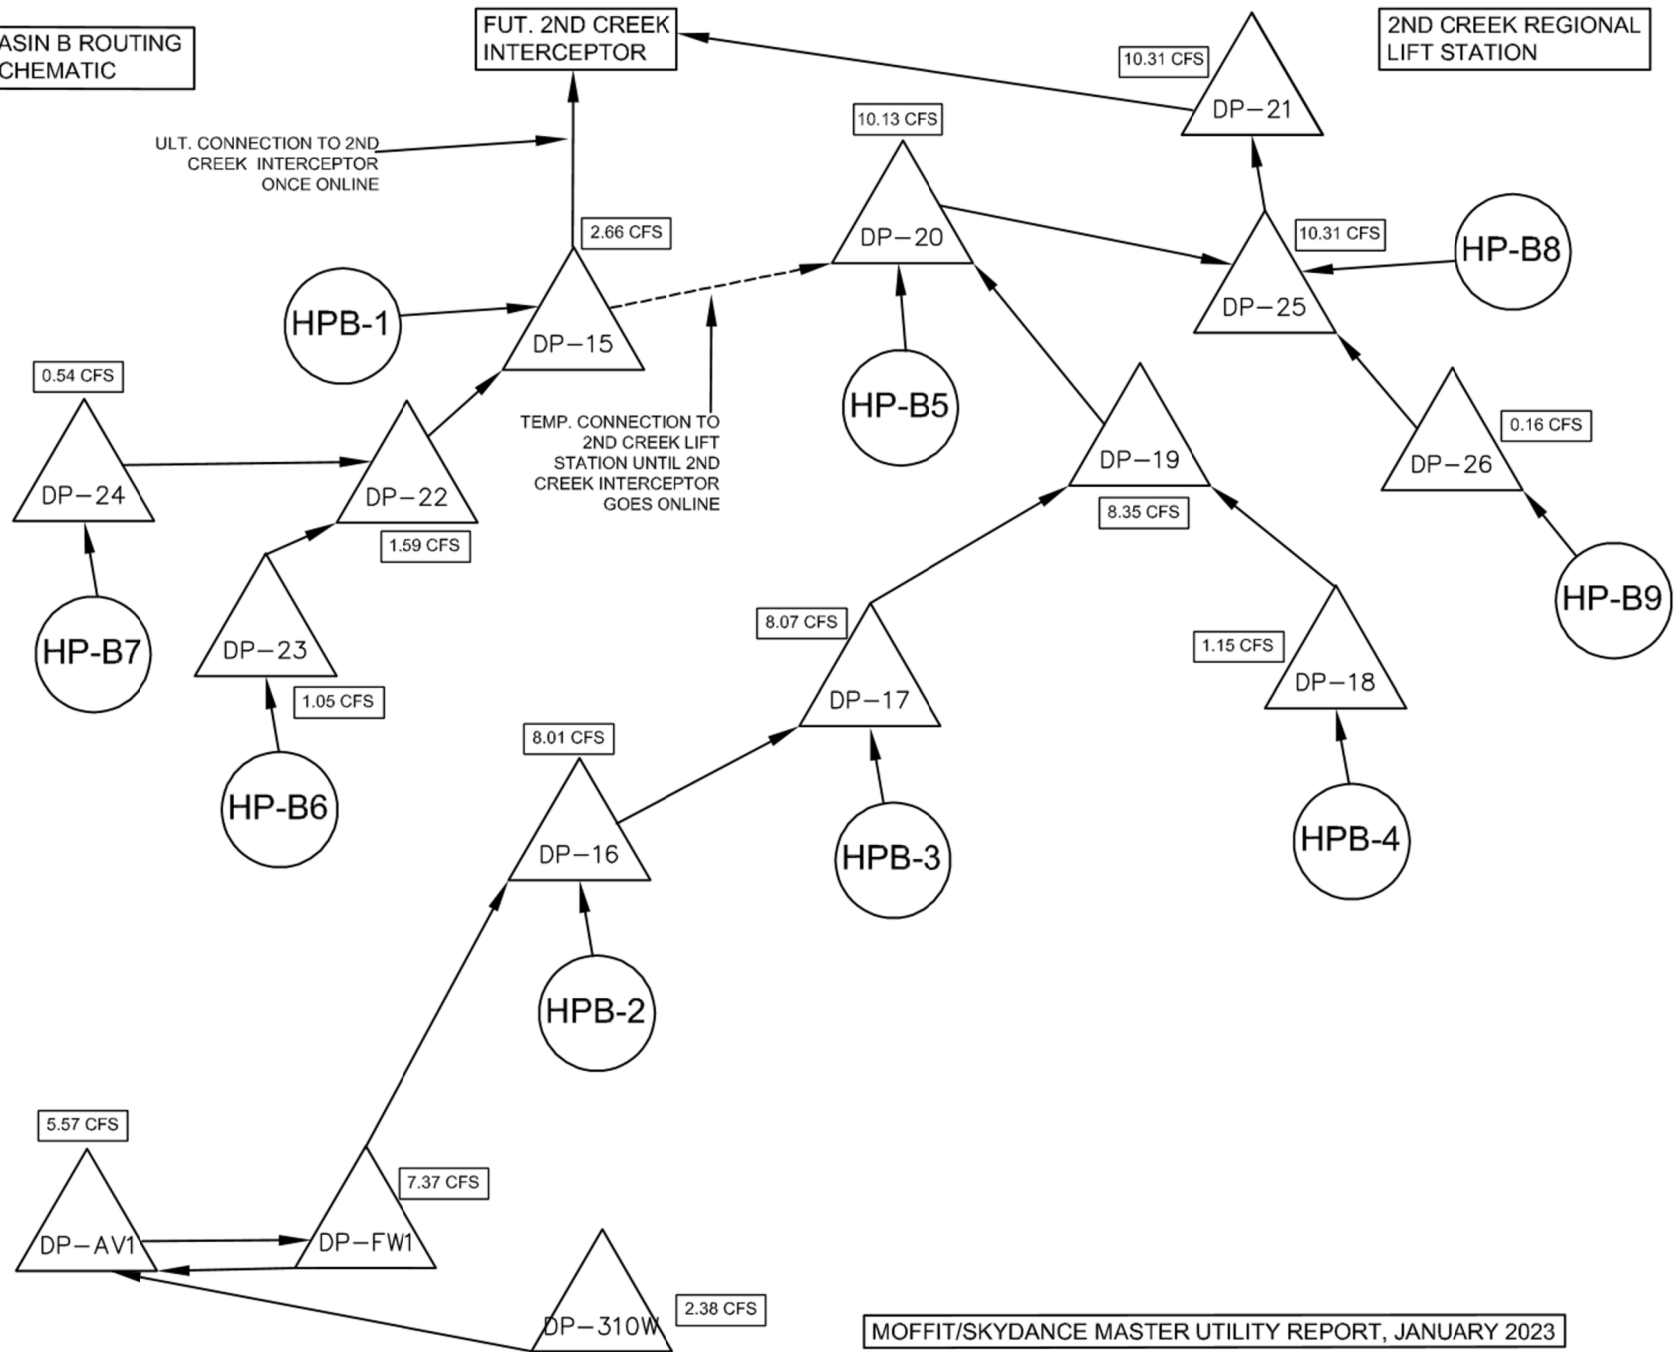 ASIN B ROUTING
CHEMATIC
FUT. 2ND CREEK
INTERCEPTOR
2ND CREEK REGIONAL
LIFT STATION
10.31 CFS
DP-21
10.13 CFS
DP-20
ULT. CONNECTION TO 2ND
CREEK INTERCEPTOR
ONCE ONLINE
2.66 CFS
DP-15
10.31 CFS
DP-25
HP-B8
HPB-1
0.54 CFS
DP-24
DP-22
1.59 CFS
TEMP. CONNECTION TO
2ND CREEK LIFT
STATION UNTIL 2ND
CREEK INTERCEPTOR
GOES ONLINE
HP-B5
DP-19
8.35 CFS
DP-26
0.16 CFS
HP-B7
DP-23
1.05 CFS
8.07 CFS
DP-17
1.15 CFS
DP-18
HP-B9
HP-B6
8.01 CFS
DP-16
HPB-3
HPB-4
HPB-2
5.57 CFS
DP-AV1
7.37 CFS
DP-FW1
DP-310W
2.38 CFS
MOFFIT/SKYDANCE MASTER UTILITY REPORT, JANUARY 2023